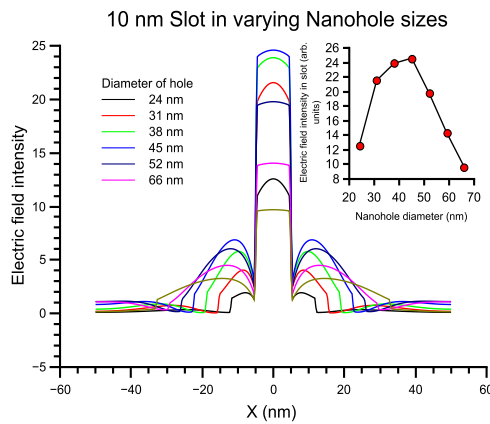 10 nm Slot in varying Nanohole sizes
Electric field intensity
25
20
15
10
5
0
−5
−60
−40
−20
0
20
40
60
X (nm)
Diameter of hole
24 nm
31 nm
38 nm
45 nm
52 nm
66 nm
Electric field intensity in slot (arb.
units)
26
24
22
20
18
16
14
12
10
8
20
30
40
50
60
70
Nanohole diameter (nm)